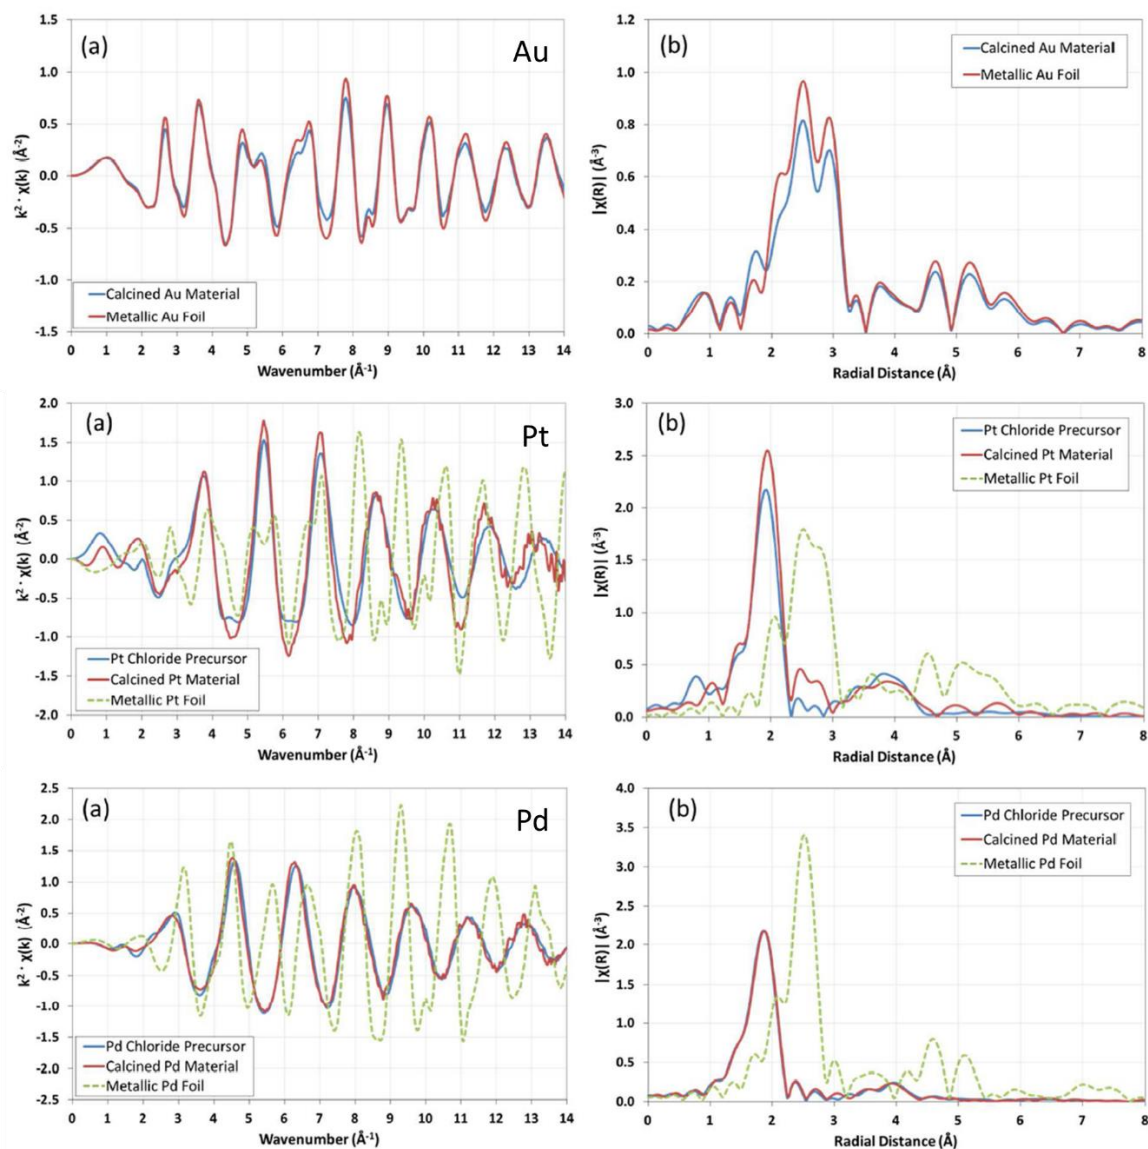 (a)
Au
1.5
1.0
0.5
0.0
-0.5
-1.0
-1.5
k² · χ(k) (Å⁻²)
Calcined Au Material
Metallic Au Foil
0 1 2 3 4 5 6 7 8 9 10 11 12 13 14
Wavenumber (Å⁻¹)
(b)
1.2
1.0
0.8
0.6
0.4
0.2
0.0
|χ(R)| (Å⁻³)
Calcined Au Material
Metallic Au Foil
0 1 2 3 4 5 6 7 8
Radial Distance (Å)
(a)
Pt
2.0
1.5
1.0
0.5
0.0
-0.5
-1.0
-1.5
-2.0
k² · χ(k) (Å⁻²)
Pt Chloride Precursor
Calcined Pt Material
Metallic Pt Foil
0 1 2 3 4 5 6 7 8 9 10 11 12 13 14
Wavenumber (Å⁻¹)
(b)
3.0
2.5
2.0
1.5
1.0
0.5
0.0
|χ(R)| (Å⁻³)
Pt Chloride Precursor
Calcined Pt Material
Metallic Pt Foil
0 1 2 3 4 5 6 7 8
Radial Distance (Å)
(a)
Pd
2.5
2.0
1.5
1.0
0.5
0.0
-0.5
-1.0
-1.5
-2.0
-2.5
k² · χ(k) (Å⁻²)
Pd Chloride Precursor
Calcined Pd Material
Metallic Pd Foil
0 1 2 3 4 5 6 7 8 9 10 11 12 13 14
Wavenumber (Å⁻¹)
(b)
4.0
3.5
3.0
2.5
2.0
1.5
1.0
0.5
0.0
|χ(R)| (Å⁻³)
Pd Chloride Precursor
Calcined Pd Material
Metallic Pd Foil
0 1 2 3 4 5 6 7 8
Radial Distance (Å)